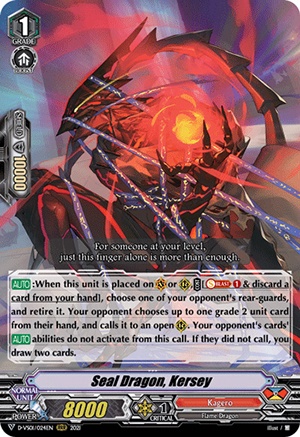 1
GRADE
BOOST
SHIELD
10000
For someone at your level,
just this finger alone is more than enough.
AUTO:When this unit is placed on (V) or (R), [COST[S BLAST 1 & discard a
card from your hand], choose one of your opponent's rear-guards,
and retire it. Your opponent chooses up to one grade 2 unit card
from their hand, and calls it to an open (R). Your cards'
AUTO abilities do not activate from this call. If they did not call, you
draw two cards.
NORMAL
UNIT
Seal Dragon, Kersey
POWER
8000
1
CRITICAL
Kagero
Flame Dragon
D-VS01/024EN
RRR
2021
Illust /